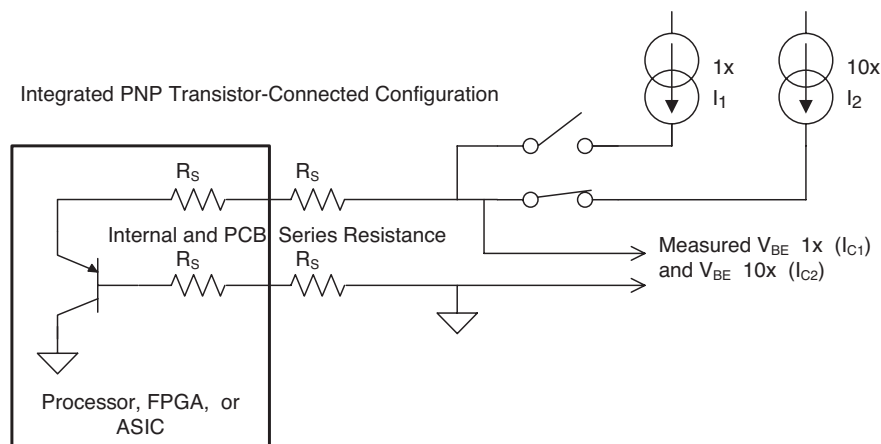 1x
I1
10x
I2
Integrated PNP Transistor-Connected Configuration
RS
RS
Internal and PCB Series Resistance
RS
RS
Measured VBE 1x (IC1)
and VBE 10x (IC2)
Processor, FPGA, or
ASIC